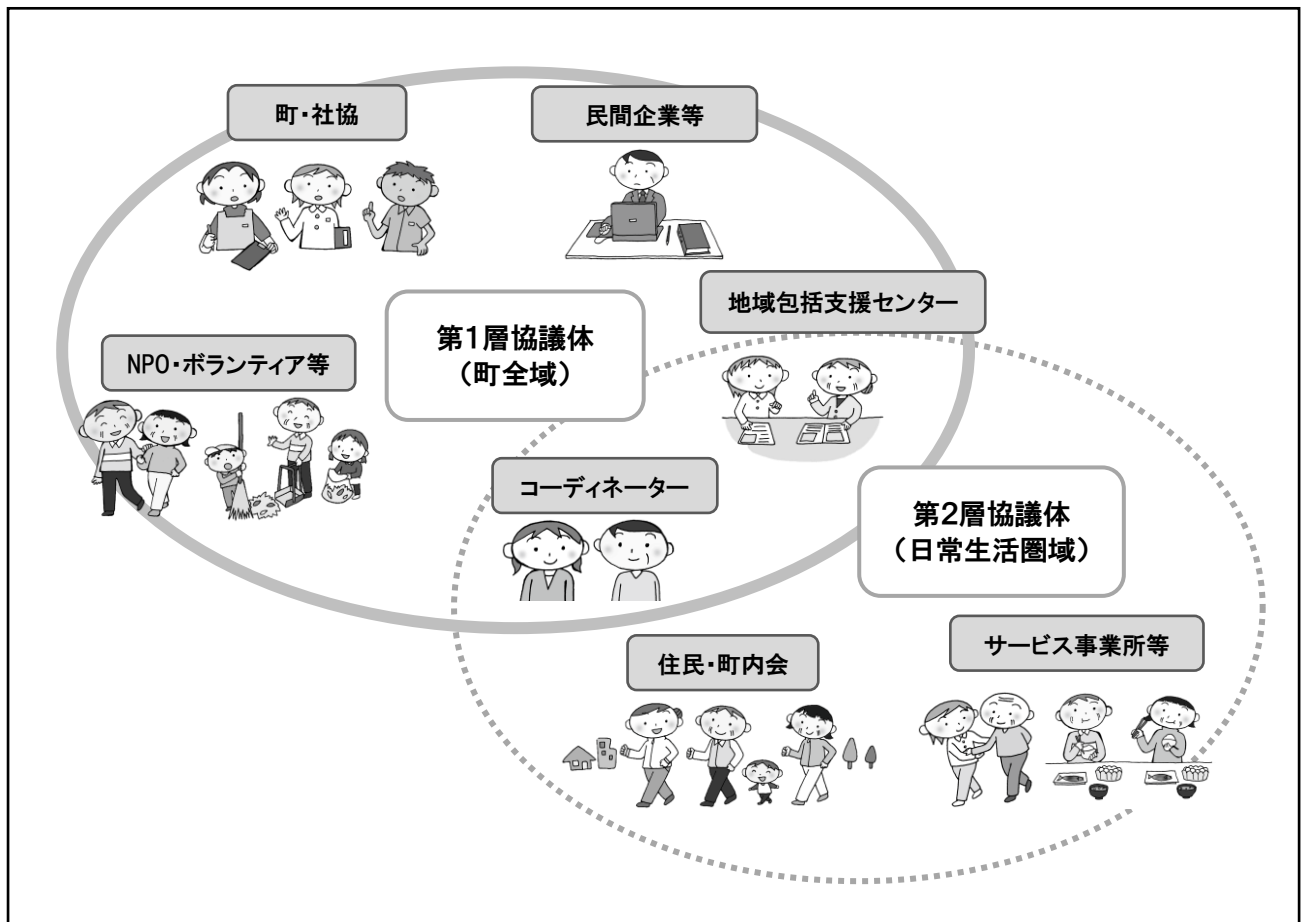 町・社協
民間企業等
地域包括支援センター
第1層協議体
（町全域）
NPO・ボランティア等
コーディネーター
第2層協議体
（日常生活圏域）
サービス事業所等
住民・町内会